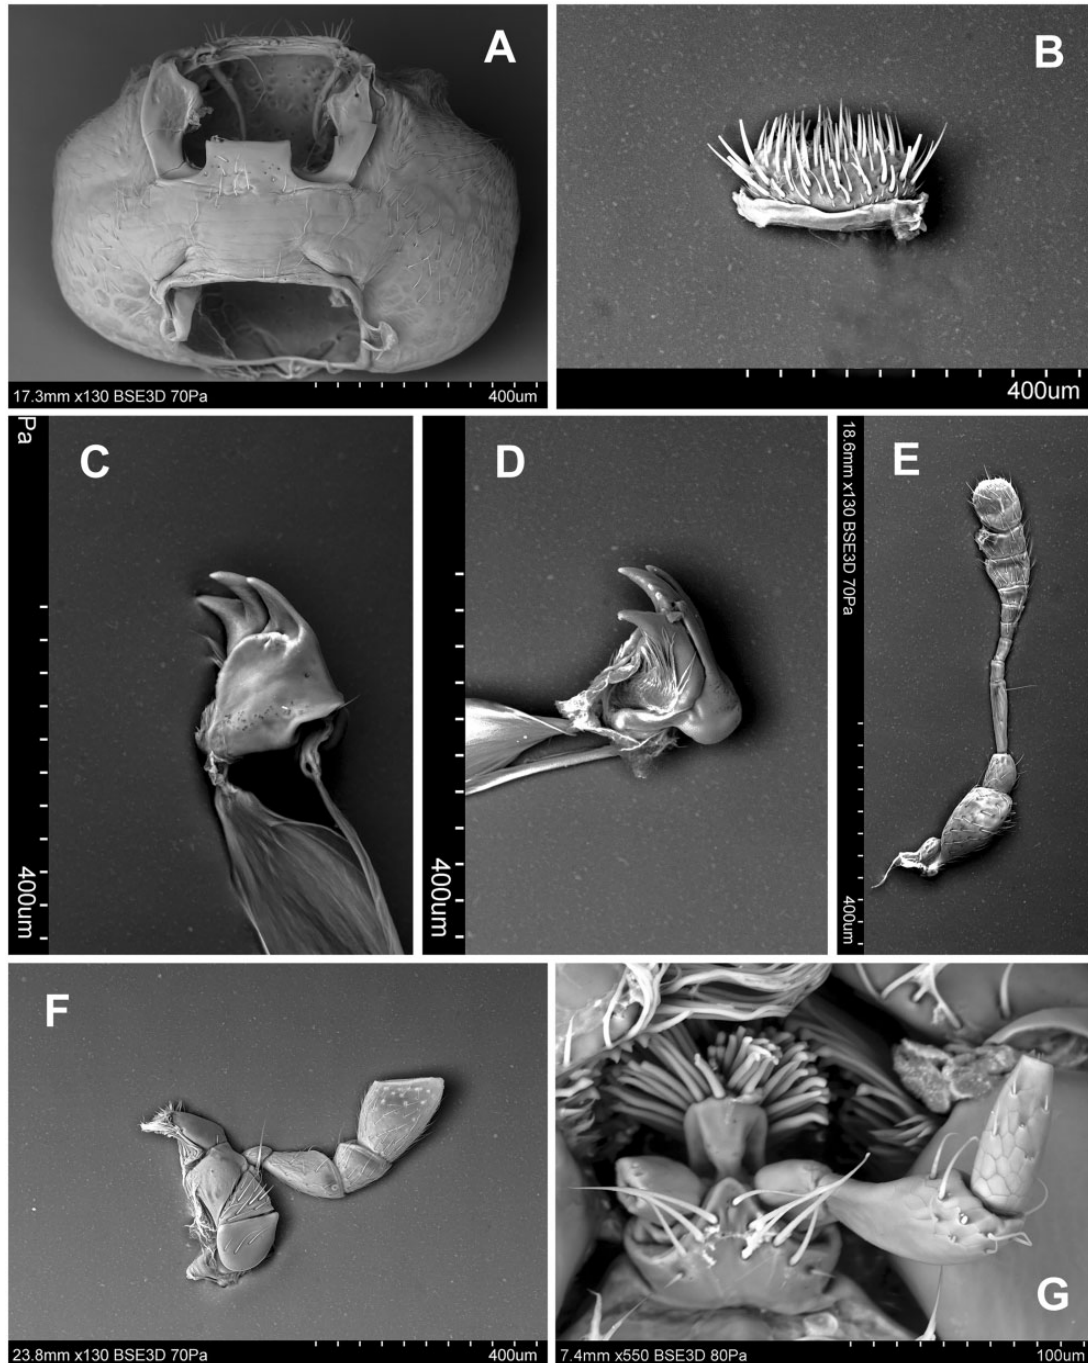 A
B
17.3mm x130 BSE3D 70Pa
400um
400um
C
D
E
Pa
400um
400um
18.6mm x130 BSE3D 70Pa
400um
F
G
23.8mm x130 BSE3D 70Pa
400um
7.4mm x550 BSE3D 80Pa
100um